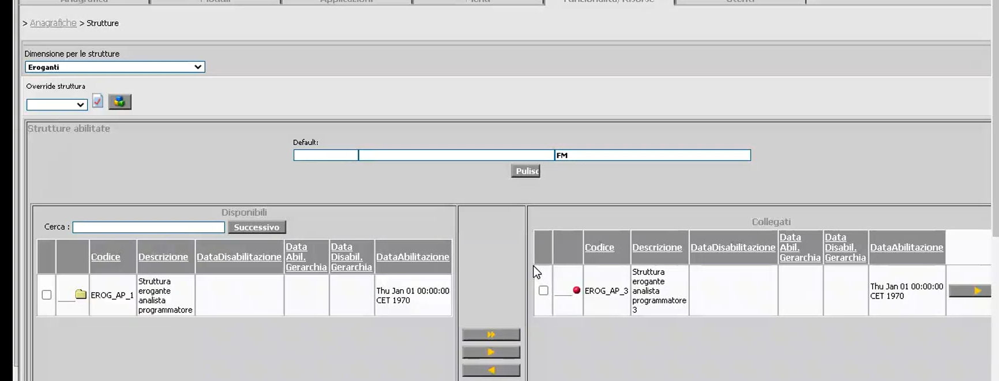 > Anagrafiche > Strutture
Dimensione per le strutture
Eroganti
Override struttura
Strutture abilitate
Default:
FM
Pulisc
Disponibili
Cerca :
Successivo
Codice
Descrizione
DataDisabilitazione
Data
Abil.
Gerarchia
Data
Disabil.
Gerarchia
DataAbilitazione
EROG_AP_1
Struttura
erogante
analista
programmatore
Thu Jan 01 00:00:00
CET 1970
Collegati
Codice
Descrizione
DataDisabilitazione
Data
Abil.
Gerarchia
Data
Disabil.
Gerarchia
DataAbilitazione
EROG_AP_3
Struttura
erogante
analista
programmatore
3
Thu Jan 01 00:00:00
CET 1970